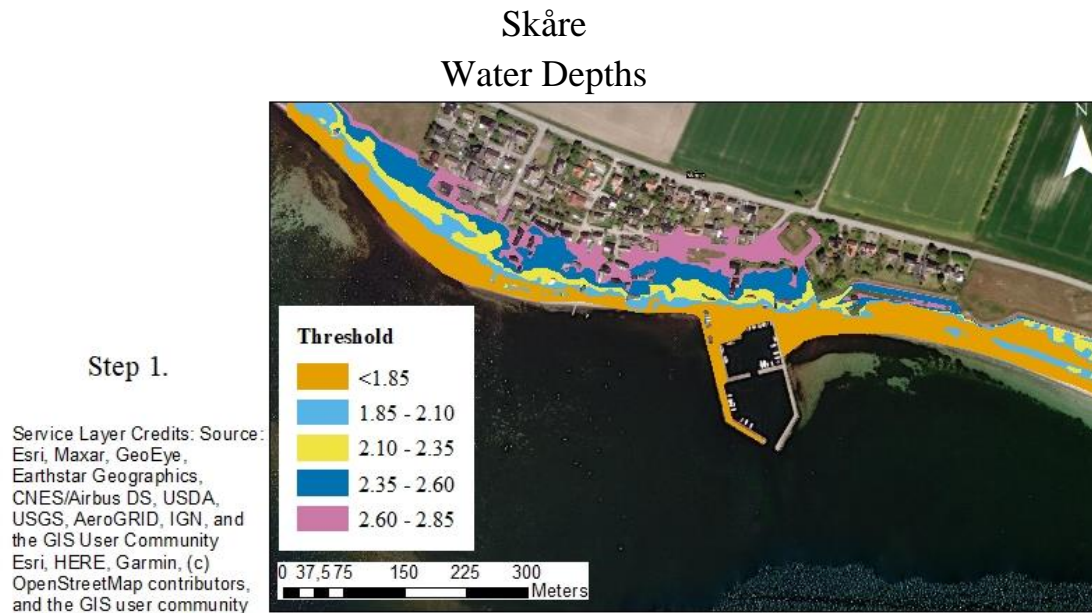 Skåre
Water Depths
N
Threshold
<1.85
1.85 - 2.10
2.10 - 2.35
2.35 - 2.60
2.60 - 2.85
Step 1.
Service Layer Credits: Source:
Esri, Maxar, GeoEye,
Earthstar Geographics,
CNES/Airbus DS, USDA,
USGS, AeroGRID, IGN, and
the GIS User Community
Esri, HERE, Garmin, (c)
OpenStreetMap contributors,
and the GIS user community
0 37,5 75 150 225 300
Meters